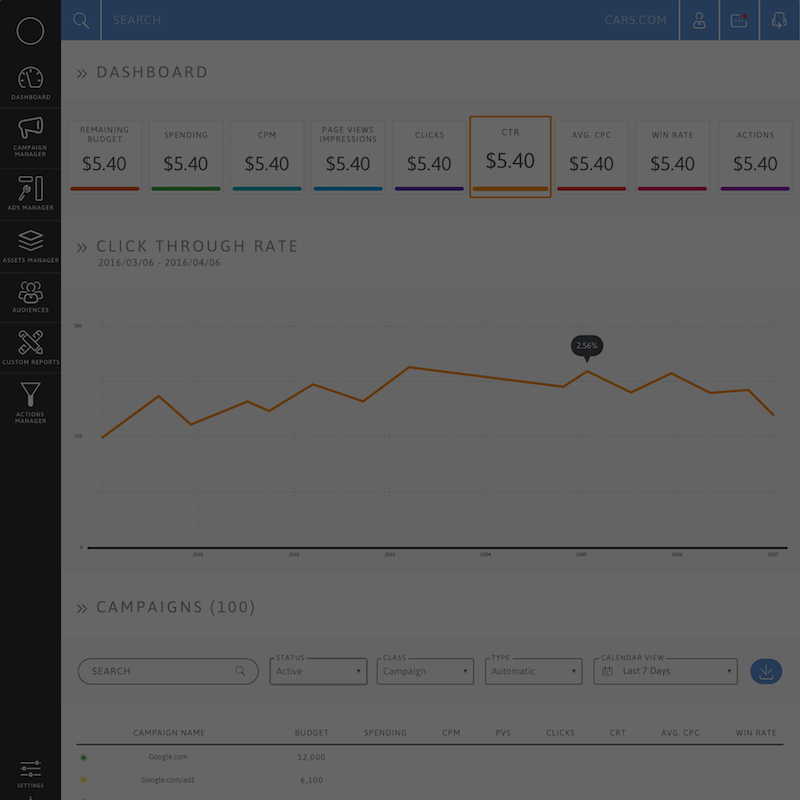 SEARCH
CARS.COM
DASHBOARD
CAMPAIGN
MANAGER
ADS MANAGER
ASSETS MANAGER
AUDIENCES
CUSTOM REPORTS
ACTIONS
MANAGER
SETTINGS
» DASHBOARD
REMAINING
BUDGET
$5.40
SPENDING
$5.40
CPM
$5.40
PAGE VIEWS
IMPRESSIONS
$5.40
CLICKS
$5.40
CTR
$5.40
AVG. CPC
$5.40
WIN RATE
$5.40
ACTIONS
$5.40
» CLICK THROUGH RATE
2016/03/06 - 2016/04/06
2.56%
500
250
0
2001 2002 2003 2004 2005 2006 2007
» CAMPAIGNS (100)
SEARCH
STATUS
Active
CLASS
Campaign
TYPE
Automatic
CALENDAR VIEW
Last 7 Days
CAMPAIGN NAME BUDGET SPENDING CPM PVS CLICKS CRT AVG. CPC WIN RATE
Google.com 12,000
Google.com/ad1 6,100